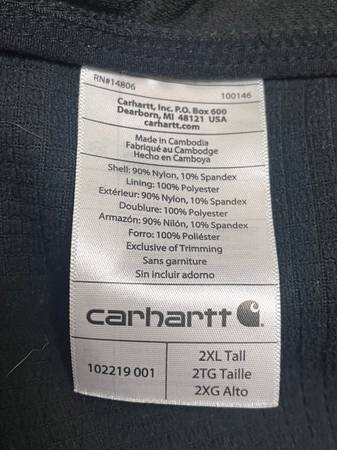 RN#14806
100146
Carhartt, Inc. P.O. Box 600
Dearborn, MI 48121 USA
carhartt.com
Made in Cambodia
Fabriqué au Cambodge
Hecho en Camboya
Shell: 90% Nylon, 10% Spandex
Lining: 100% Polyester
Extérieur: 90% Nylon, 10% Spandex
Doublure: 100% Polyester
Armazón: 90% Nilón, 10% Spandex
Forro: 100% Poliéster
Exclusive of Trimming
Sans garniture
Sin incluir adorno
carhartt
102219 001
2XL Tall
2TG Taille
2XG Alto